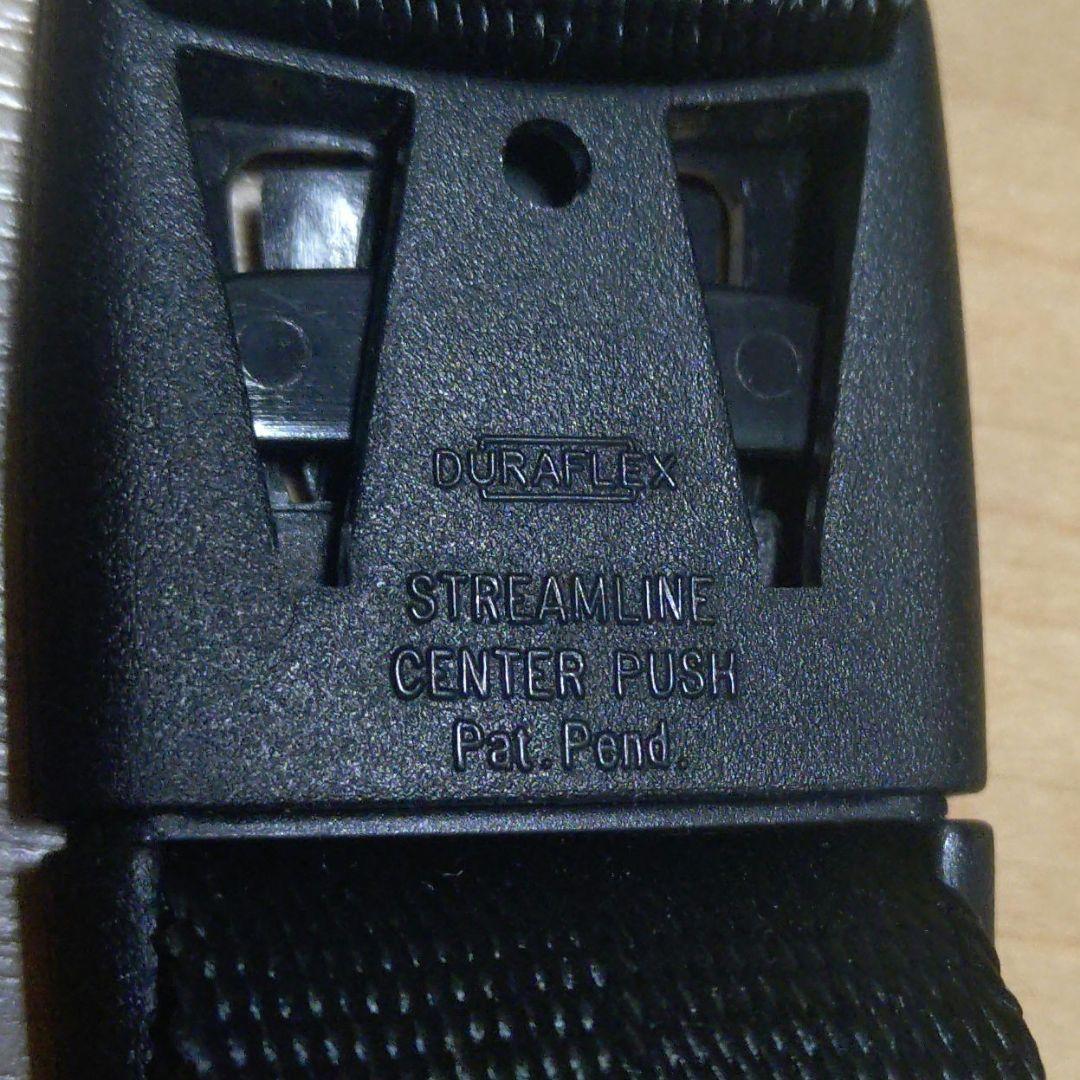 DURAFLEX
STREAMLINE
CENTER PUSH
Pat. Pend.